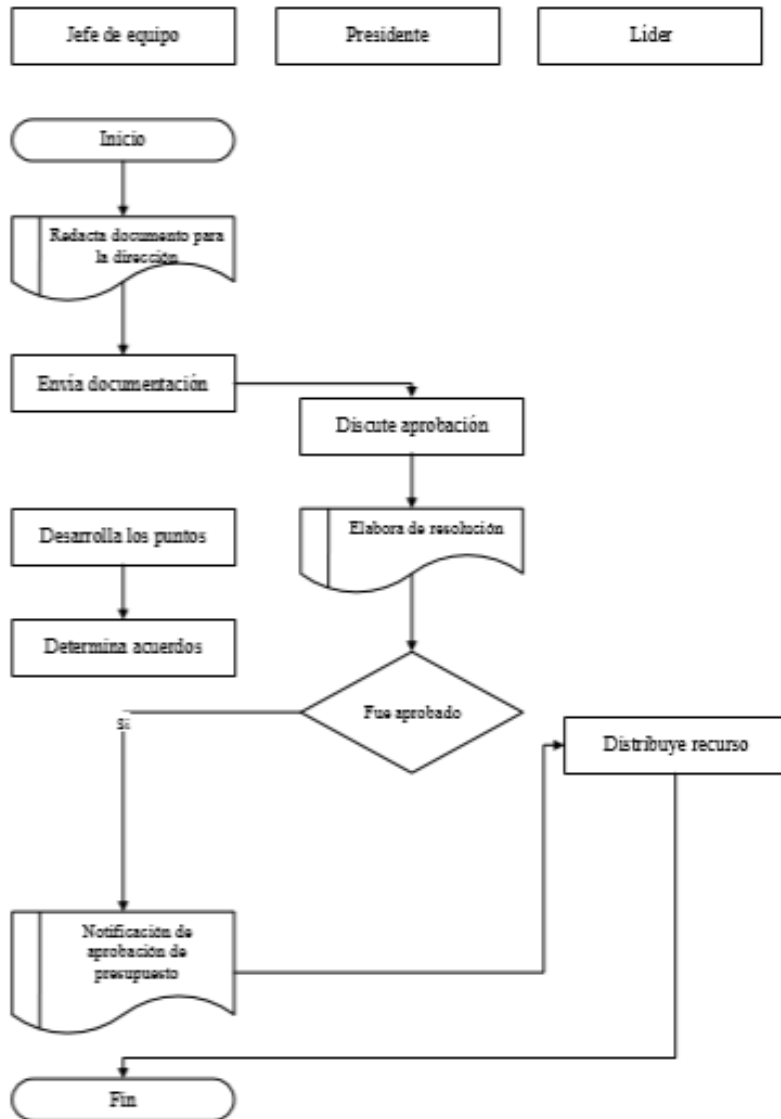 Jefe de equipo
Presidente
Líder
Inicio
Redacta documento para
la dirección
Envía documentación
Discute aprobación
Elabora de resolución
Desarrolla los puntos
Determina acuerdos
Fue aprobado
Si
Distribuye recurso
Notificación de
aprobación de
presupuesto
Fin